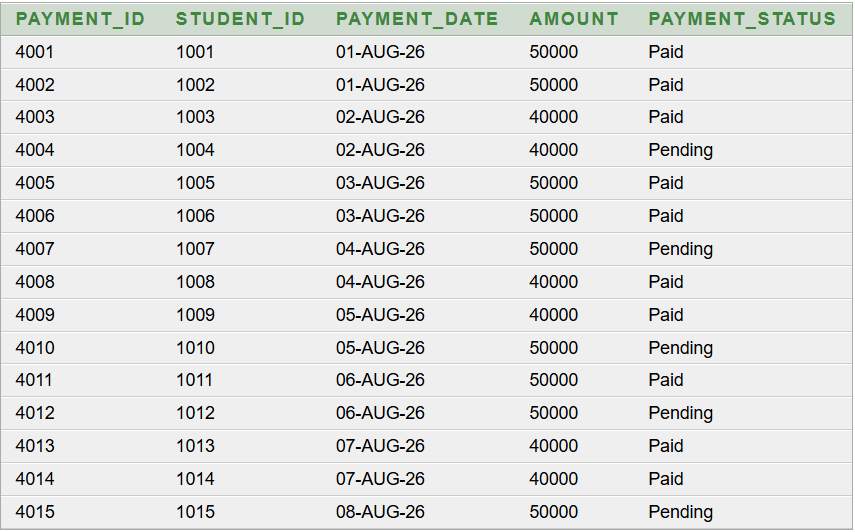 PAYMENT_ID STUDENT_ID PAYMENT_DATE AMOUNT PAYMENT_STATUS
4001 1001 01-AUG-26 50000 Paid
4002 1002 01-AUG-26 50000 Paid
4003 1003 02-AUG-26 40000 Paid
4004 1004 02-AUG-26 40000 Pending
4005 1005 03-AUG-26 50000 Paid
4006 1006 03-AUG-26 50000 Paid
4007 1007 04-AUG-26 50000 Pending
4008 1008 04-AUG-26 40000 Paid
4009 1009 05-AUG-26 40000 Paid
4010 1010 05-AUG-26 50000 Pending
4011 1011 06-AUG-26 50000 Paid
4012 1012 06-AUG-26 50000 Pending
4013 1013 07-AUG-26 40000 Paid
4014 1014 07-AUG-26 40000 Paid
4015 1015 08-AUG-26 50000 Pending